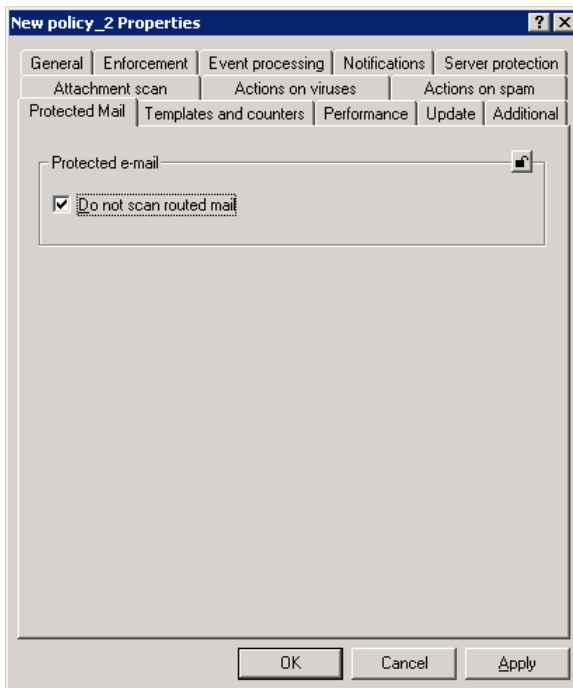 New policy_2 Properties
General Enforcement Event processing Notifications Server protection
Attachment scan Actions on viruses Actions on spam
Protected Mail Templates and counters Performance Update Additional
Protected e-mail
Do not scan routed mail
OK Cancel Apply